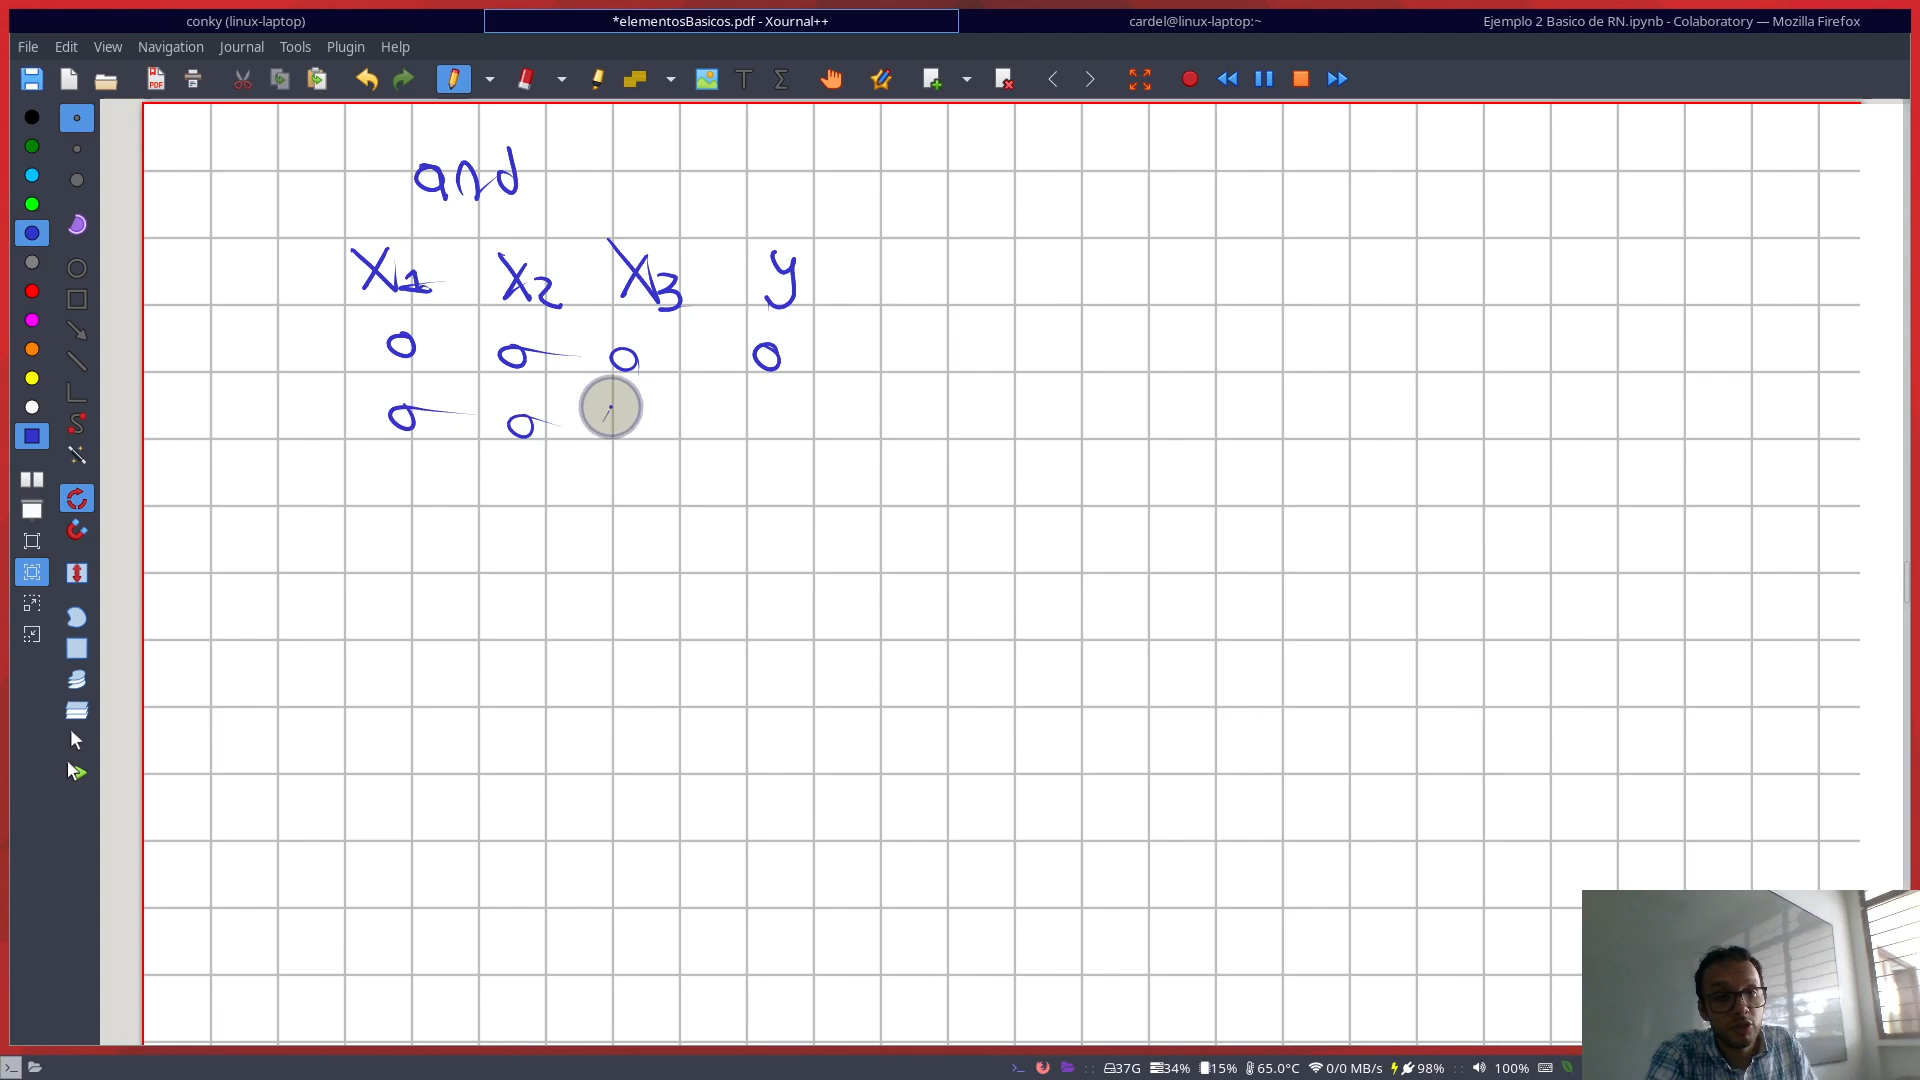 conky (linux-laptop) *elementosBasicos.pdf - Xournal++ cardel@linux-laptop:~ Ejemplo 2 Basico de RN.ipynb - Colaboratory — Mozilla Firefox
File Edit View Navigation Journal Tools Plugin Help
PDF T Σ
and
X1 X2 X3 y
0 0 0 0
0 0
37G 34% 15% 65.0°C 0/0 MB/s 98% 100%